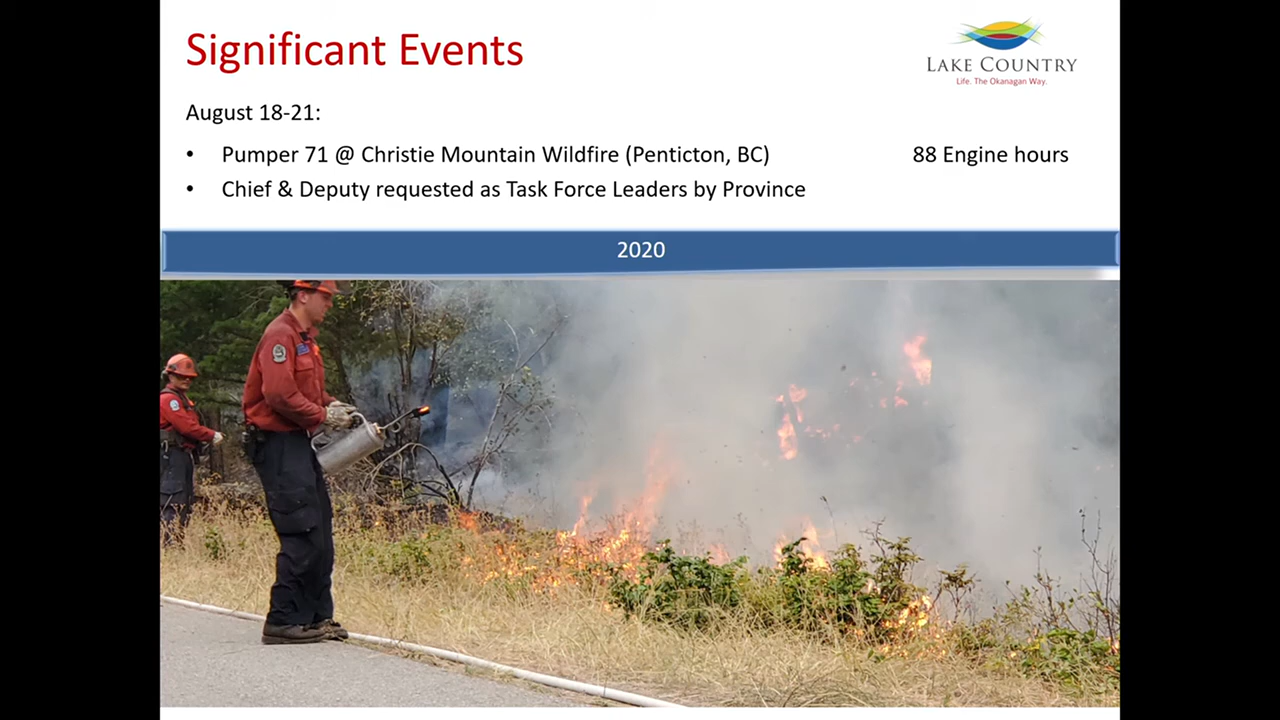 Significant Events
LAKE COUNTRY
Life. The Okanagan Way.
August 18-21:
• Pumper 71 @ Christie Mountain Wildfire (Penticton, BC) 88 Engine hours
• Chief & Deputy requested as Task Force Leaders by Province
2020